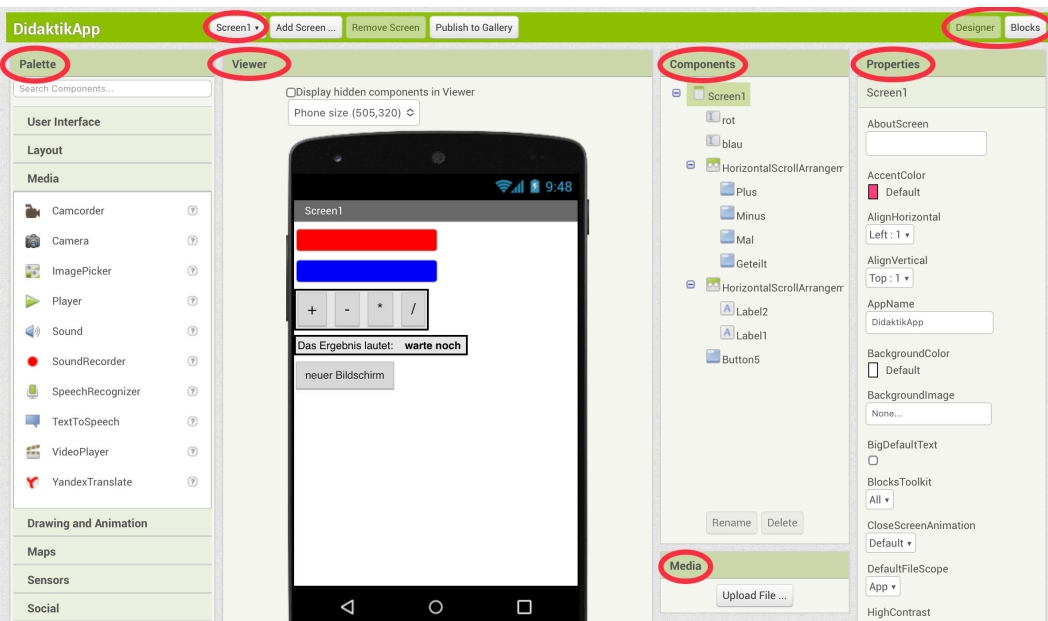 DidaktikApp
Screen1
Add Screen ...
Remove Screen
Publish to Gallery
Designer
Blocks
Palette
Search Components...
User Interface
Layout
Media
Camcorder
Camera
ImagePicker
Player
Sound
SoundRecorder
SpeechRecognizer
TextToSpeech
VideoPlayer
YandexTranslate
Drawing and Animation
Maps
Sensors
Social
Viewer
Display hidden components in Viewer
Phone size (505,320)
9:48
Screen1
+ - * /
Das Ergebnis lautet: warte noch
neuer Bildschirm
Components
Screen1
rot
blau
HorizontalScrollArrangem
Plus
Minus
Mal
Geteilt
HorizontalScrollArrangem
Label2
Label1
Button5
Rename
Delete
Media
Upload File ...
Properties
Screen1
AboutScreen
AccentColor
Default
AlignHorizontal
Left : 1
AlignVertical
Top : 1
AppName
DidaktikApp
BackgroundColor
Default
BackgroundImage
None...
BigDefaultText
BlocksToolkit
All
CloseScreenAnimation
Default
DefaultFileScope
App
HighContrast